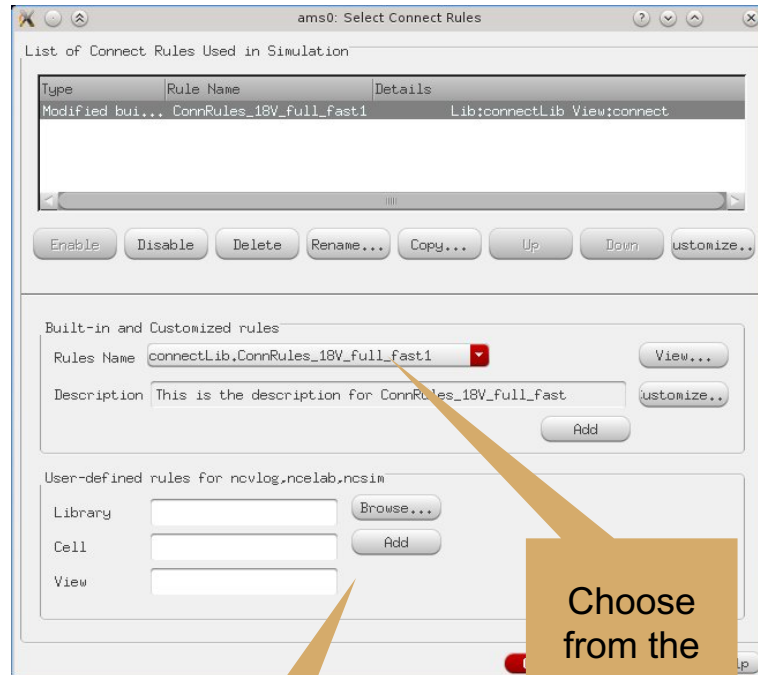 ams0: Select Connect Rules
List of Connect Rules Used in Simulation
Type Rule Name Details
Modified bui... ConnRules_18V_full_fast1 Lib:connectLib View:connect
Enable Disable Delete Rename... Copy... Up Down ustomize..
Built-in and Customized rules
Rules Name connectLib.ConnRules_18V_full_fast1 View...
Description This is the description for ConnRules_18V_full_fast ustomize..
Add
User-defined rules for ncvlog,ncelab,ncsim
Library Browse...
Cell Add
View
Choose
from the
lp